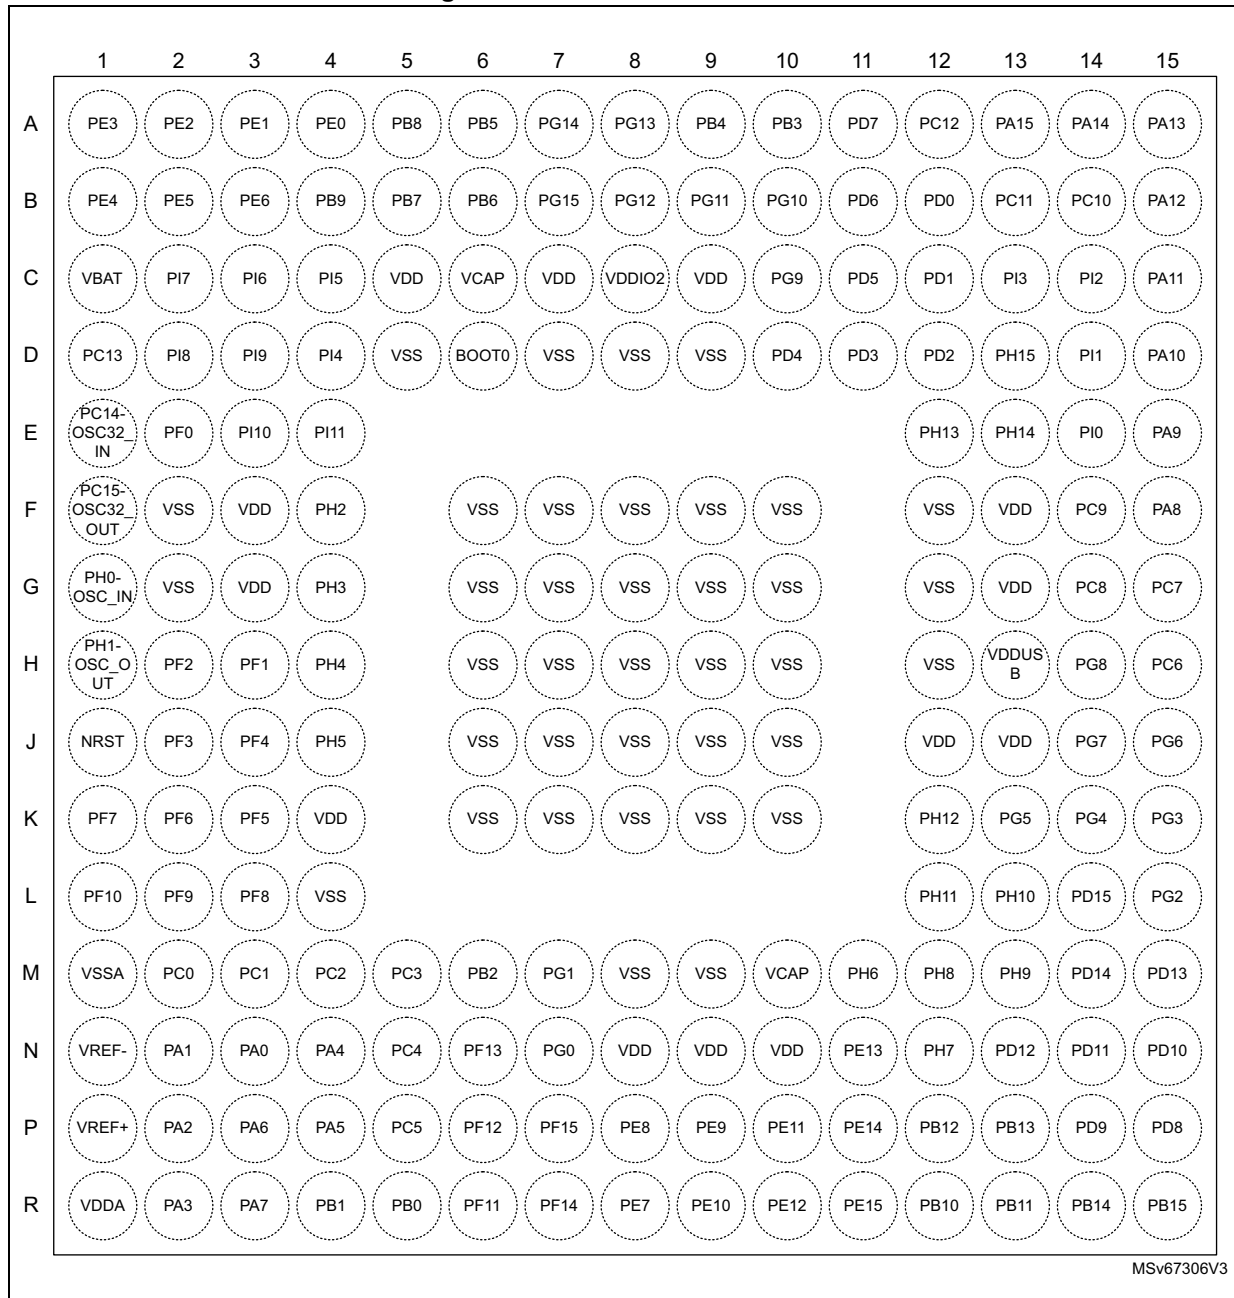 1 2 3 4 5 6 7 8 9 10 11 12 13 14 15
A PE3 PE2 PE1 PE0 PB8 PB5 PG14 PG13 PB4 PB3 PD7 PC12 PA15 PA14 PA13
B PE4 PE5 PE6 PB9 PB7 PB6 PG15 PG12 PG11 PG10 PD6 PD0 PC11 PC10 PA12
C VBAT PI7 PI6 PI5 VDD VCAP VDD VDDIO2 VDD PG9 PD5 PD1 PI3 PI2 PA11
D PC13 PI8 PI9 PI4 VSS BOOT0 VSS VSS VSS PD4 PD3 PD2 PH15 PI1 PA10
E PC14-OSC32_IN PF0 PI10 PI11 PH13 PH14 PI0 PA9
F PC15-OSC32_OUT VSS VDD PH2 VSS VSS VSS VSS VSS VSS VDD PC9 PA8
G PH0-OSC_IN VSS VDD PH3 VSS VSS VSS VSS VSS VSS VDD PC8 PC7
H PH1-OSC_OUT PF2 PF1 PH4 VSS VSS VSS VSS VSS VSS VDDUSB PG8 PC6
J NRST PF3 PF4 PH5 VSS VSS VSS VSS VSS VDD VDD PG7 PG6
K PF7 PF6 PF5 VDD VSS VSS VSS VSS VSS PH12 PG5 PG4 PG3
L PF10 PF9 PF8 VSS PH11 PH10 PD15 PG2
M VSSA PC0 PC1 PC2 PC3 PB2 PG1 VSS VSS VCAP PH6 PH8 PH9 PD14 PD13
N VREF- PA1 PA0 PA4 PC4 PF13 PG0 VDD VDD VDD PE13 PH7 PD12 PD11 PD10
P VREF+ PA2 PA6 PA5 PC5 PF12 PF15 PE8 PE9 PE11 PE14 PB12 PB13 PD9 PD8
R VDDA PA3 PA7 PB1 PB0 PF11 PF14 PE7 PE10 PE12 PE15 PB10 PB11 PB14 PB15
MSv67306V3